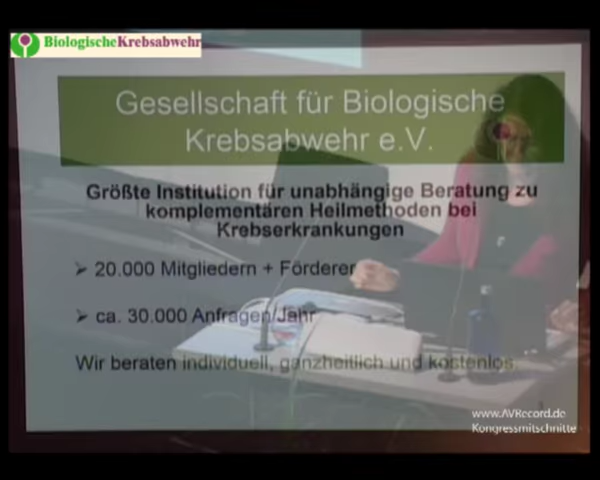 BiologischeKrebsabwehr
Gesellschaft für Biologische
Krebsabwehr e.V.
Größte Institution für unabhängige Beratung zu
komplementären Heilmethoden bei
Krebserkrankungen
➢ 20.000 Mitgliedern + Förderer
➢ ca. 30.000 Anfragen/Jahr
Wir beraten individuell, ganzheitlich und kostenlos.
www.AVRecord.de
Kongressmitschnitte